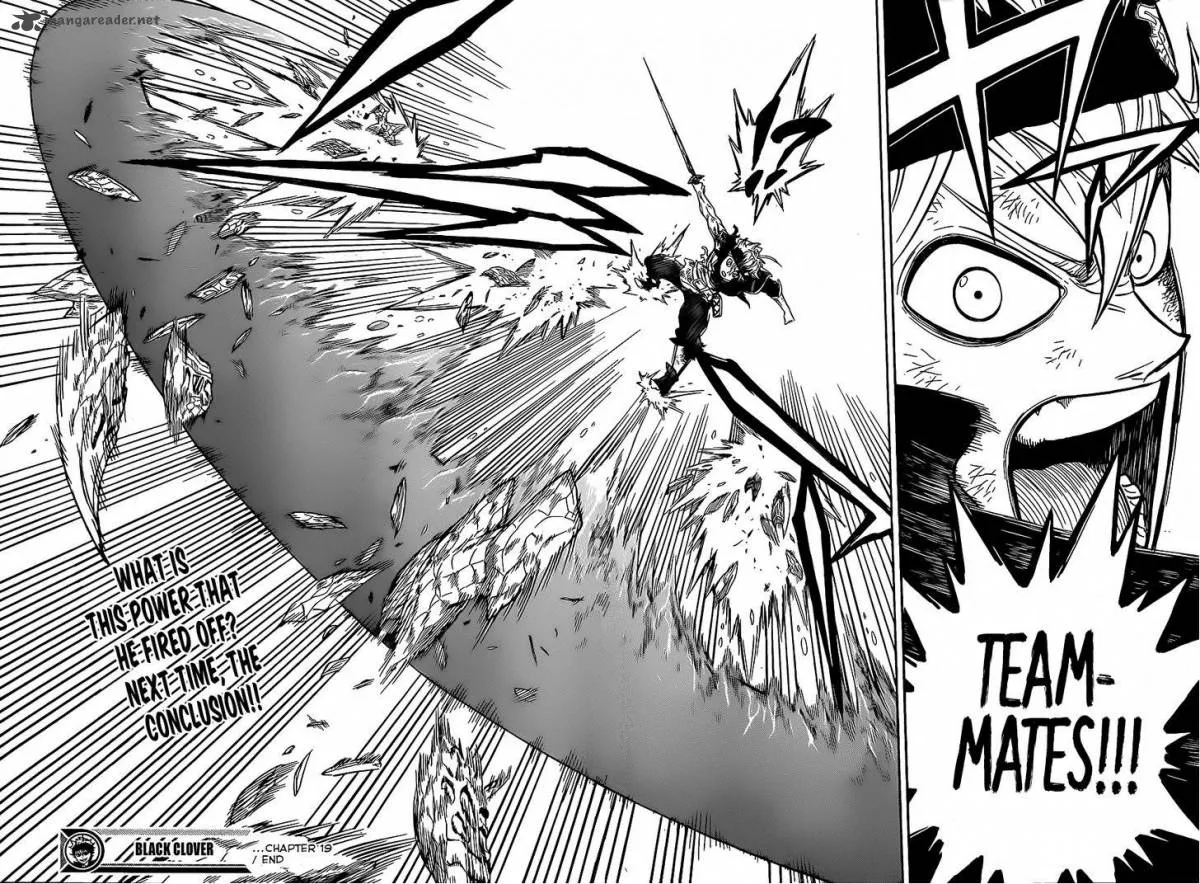 mangareader.net
TEAM-
MATES!!!
WHAT IS
THIS POWER THAT
HE FIRED OFF?
NEXT TIME, THE
CONCLUSION!!
BLACK CLOVER
...CHAPTER 19
/ END